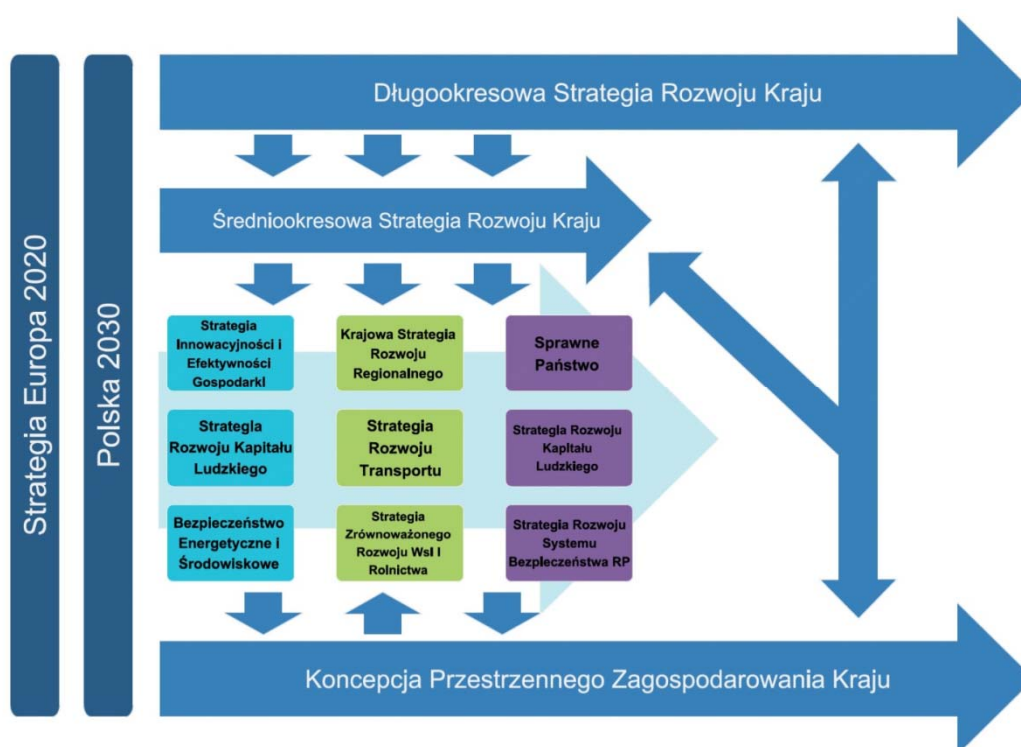 Strategia Europa 2020
Polska 2030
Długookresowa Strategia Rozwoju Kraju
Średniookresowa Strategia Rozwoju Kraju
Strategia
Innowacyjności i
Efektywności
Gospodarki
Krajowa Strategia
Rozwoju
Regionalnego
Sprawne
Państwo
Strategia
Rozwoju Kapitału
Ludzkiego
Strategia
Rozwoju
Transportu
Strategia Rozwoju
Kapitału
Ludzkiego
Bezpieczeństwo
Energetyczne i
Środowiskowe
Strategia
Zrównoważonego
Rozwoju WsI I
Rolnictwa
Strategia Rozwoju
Systemu
Bezpieczeństwa RP
Koncepcja Przestrzennego Zagospodarowania Kraju